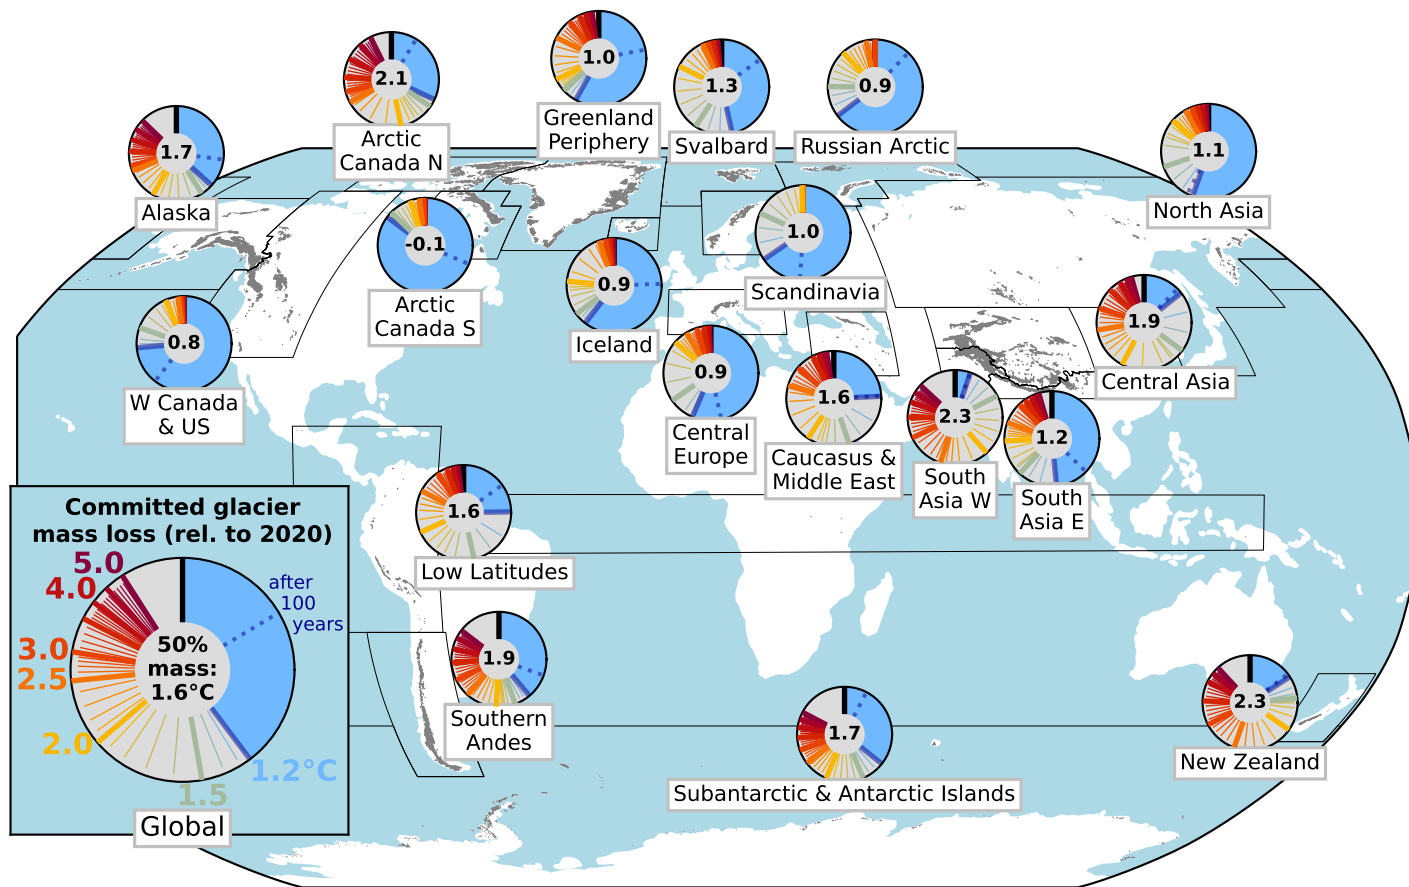 1.0
2.1
1.3
0.9
Greenland
Periphery
Arctic
Canada N
Svalbard
Russian Arctic
1.7
1.1
Alaska
North Asia
-0.1
1.0
Arctic
Canada S
0.9
Scandinavia
Iceland
0.8
W Canada
& US
1.9
Central Asia
0.9
Central
Europe
1.6
Caucasus &
Middle East
2.3
South
Asia W
1.2
South
Asia E
1.6
Low Latitudes
Committed glacier
mass loss (rel. to 2020)
5.0
4.0
3.0
2.5
2.0
1.5
1.2°C
after
100
years
50%
mass:
1.6°C
Global
1.9
Southern
Andes
1.7
Subantarctic & Antarctic Islands
2.3
New Zealand